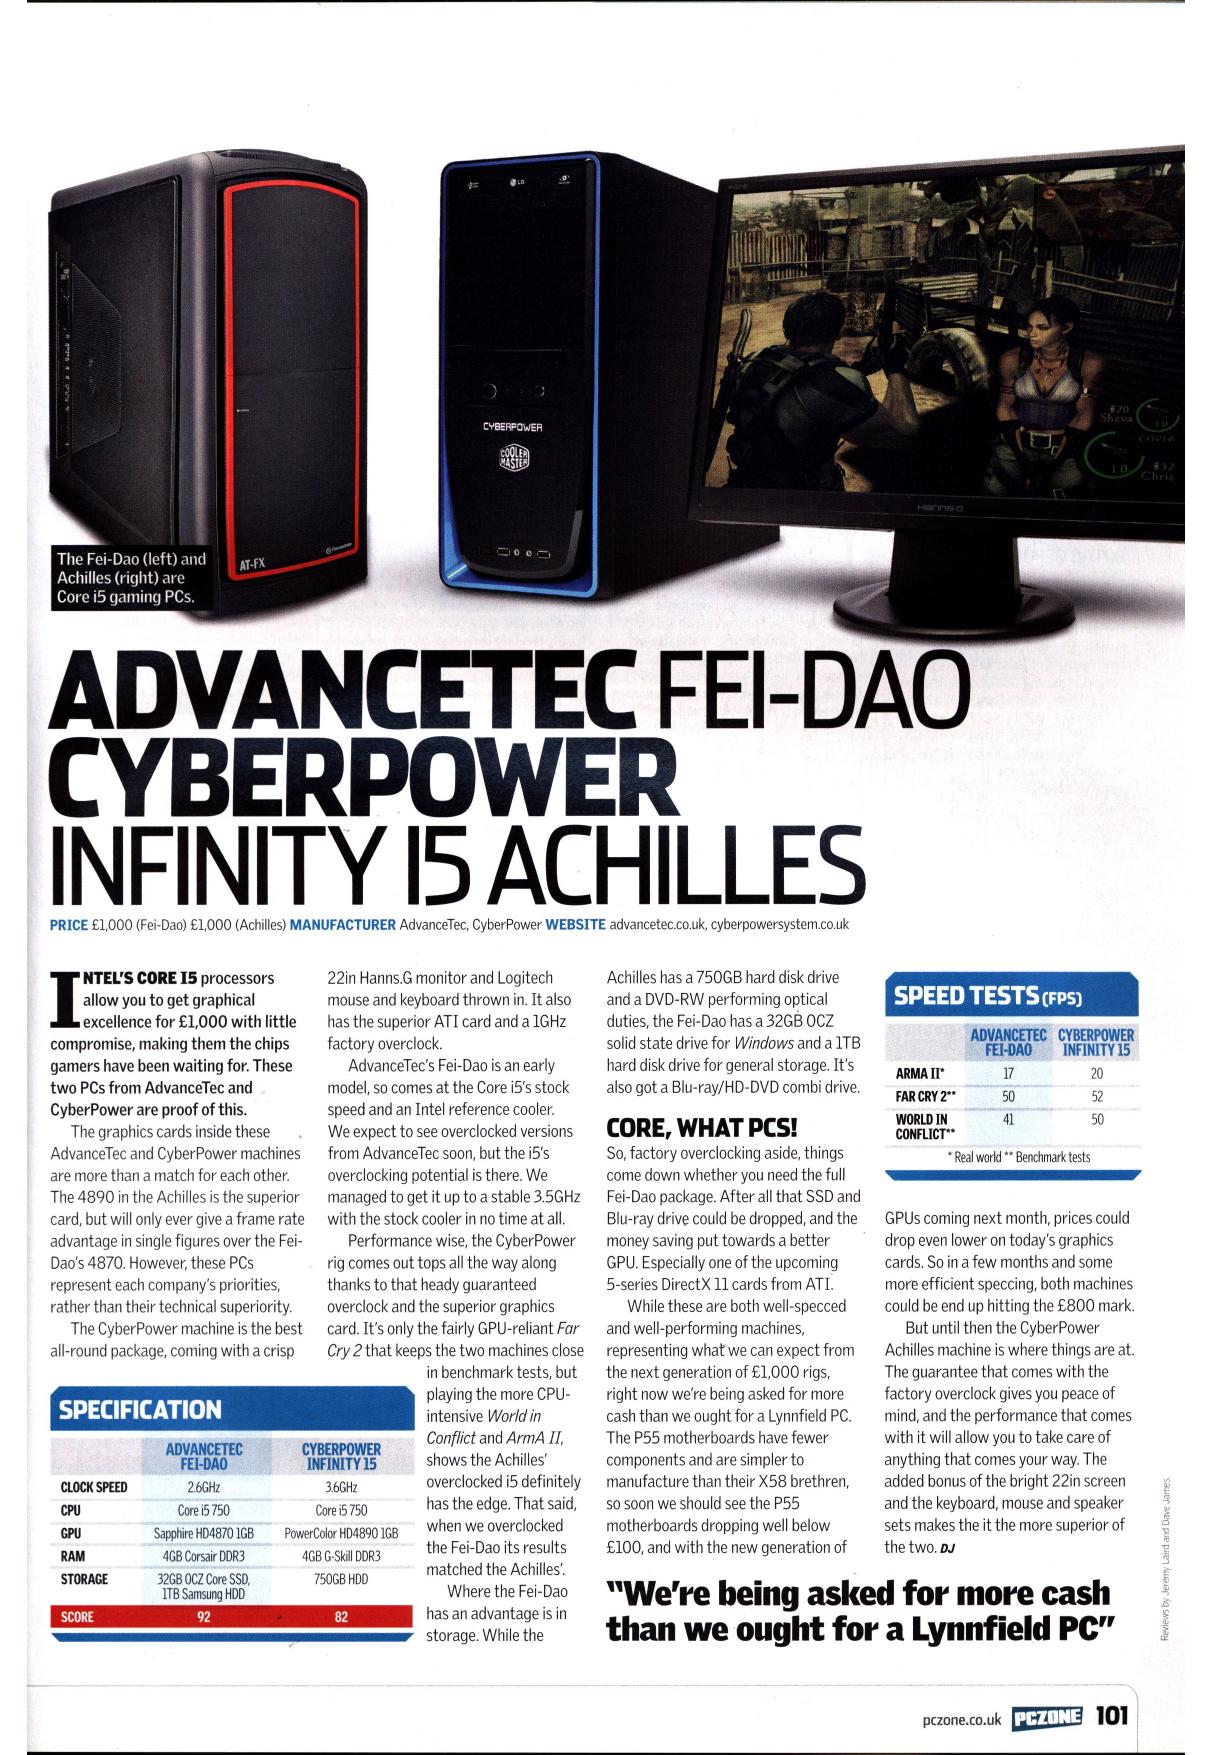 LG
CYBERPOWER
COOLER
MASTER
#20
Sheva
10
COVER
10
#32
Chris
HANNS·G
AT-FX
The Fei-Dao (left) and
Achilles (right) are
Core i5 gaming PCs.
ADVANCETEC FEI-DAO
CYBERPOWER
INFINITY I5 ACHILLES
PRICE £1,000 (Fei-Dao) £1,000 (Achilles) MANUFACTURER AdvanceTec, CyberPower WEBSITE advancetec.co.uk, cyberpowersystem.co.uk
INTEL'S CORE I5 processors
allow you to get graphical
excellence for £1,000 with little
compromise, making them the chips
gamers have been waiting for. These
two PCs from AdvanceTec and
CyberPower are proof of this.
The graphics cards inside these
AdvanceTec and CyberPower machines
are more than a match for each other.
The 4890 in the Achilles is the superior
card, but will only ever give a frame rate
advantage in single figures over the Fei-
Dao's 4870. However, these PCs
represent each company's priorities,
rather than their technical superiority.
The CyberPower machine is the best
all-round package, coming with a crisp
22in Hanns.G monitor and Logitech
mouse and keyboard thrown in. It also
has the superior ATI card and a 1GHz
factory overclock.
AdvanceTec's Fei-Dao is an early
model, so comes at the Core i5's stock
speed and an Intel reference cooler.
We expect to see overclocked versions
from AdvanceTec soon, but the i5's
overclocking potential is there. We
managed to get it up to a stable 3.5GHz
with the stock cooler in no time at all.
Performance wise, the CyberPower
rig comes out tops all the way along
thanks to that heady guaranteed
overclock and the superior graphics
card. It's only the fairly GPU-reliant Far
Cry 2 that keeps the two machines close
in benchmark tests, but
playing the more CPU-
intensive World in
Conflict and ArmA II,
shows the Achilles'
overclocked i5 definitely
has the edge. That said,
when we overclocked
the Fei-Dao its results
matched the Achilles'.
Where the Fei-Dao
has an advantage is in
storage. While the
SPECIFICATION
ADVANCETEC FEI-DAO CYBERPOWER INFINITY 15
CLOCK SPEED 2.6GHz 3.6GHz
CPU Core i5 750 Core i5 750
GPU Sapphire HD4870 1GB PowerColor HD4890 1GB
RAM 4GB Corsair DDR3 4GB G-Skill DDR3
STORAGE 32GB OCZ Core SSD, 1TB Samsung HDD 750GB HDD
SCORE 92 82
Achilles has a 750GB hard disk drive
and a DVD-RW performing optical
duties, the Fei-Dao has a 32GB OCZ
solid state drive for Windows and a 1TB
hard disk drive for general storage. It's
also got a Blu-ray/HD-DVD combi drive.
CORE, WHAT PCS!
So, factory overclocking aside, things
come down whether you need the full
Fei-Dao package. After all that SSD and
Blu-ray drive could be dropped, and the
money saving put towards a better
GPU. Especially one of the upcoming
5-series DirectX 11 cards from ATI.
While these are both well-specced
and well-performing machines,
representing what we can expect from
the next generation of £1,000 rigs,
right now we're being asked for more
cash than we ought for a Lynnfield PC.
The P55 motherboards have fewer
components and are simpler to
manufacture than their X58 brethren,
so soon we should see the P55
motherboards dropping well below
£100, and with the new generation of
SPEED TESTS (FPS)
ADVANCETEC FEI-DAO CYBERPOWER INFINITY 15
ARMA II* 17 20
FAR CRY 2** 50 52
WORLD IN CONFLICT** 41 50
* Real world ** Benchmark tests
GPUs coming next month, prices could
drop even lower on today's graphics
cards. So in a few months and some
more efficient speccing, both machines
could be end up hitting the £800 mark.
But until then the CyberPower
Achilles machine is where things are at.
The guarantee that comes with the
factory overclock gives you peace of
mind, and the performance that comes
with it will allow you to take care of
anything that comes your way. The
added bonus of the bright 22in screen
and the keyboard, mouse and speaker
sets makes the it the more superior of
the two. DJ
"We're being asked for more cash
than we ought for a Lynnfield PC"
Reviews by Jeremy Laird and Dave James
pczone.co.uk PCZONE 101